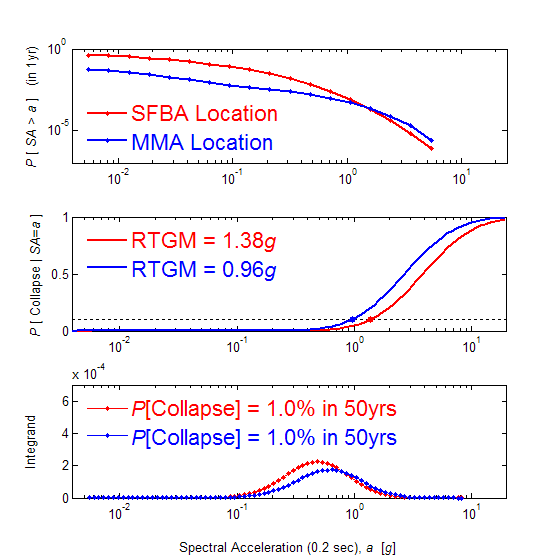 P [ SA > a ] (in 1yr)
10^0
10^-5
SFBA Location
MMA Location
10^-2 10^-1 10^0 10^1
P [ Collapse | SA=a ]
1
0.5
0
RTGM = 1.38g
RTGM = 0.96g
10^-2 10^-1 10^0 10^1
x 10^-4
Integrand
6
4
2
0
P[Collapse] = 1.0% in 50yrs
P[Collapse] = 1.0% in 50yrs
10^-2 10^-1 10^0 10^1
Spectral Acceleration (0.2 sec), a [g]